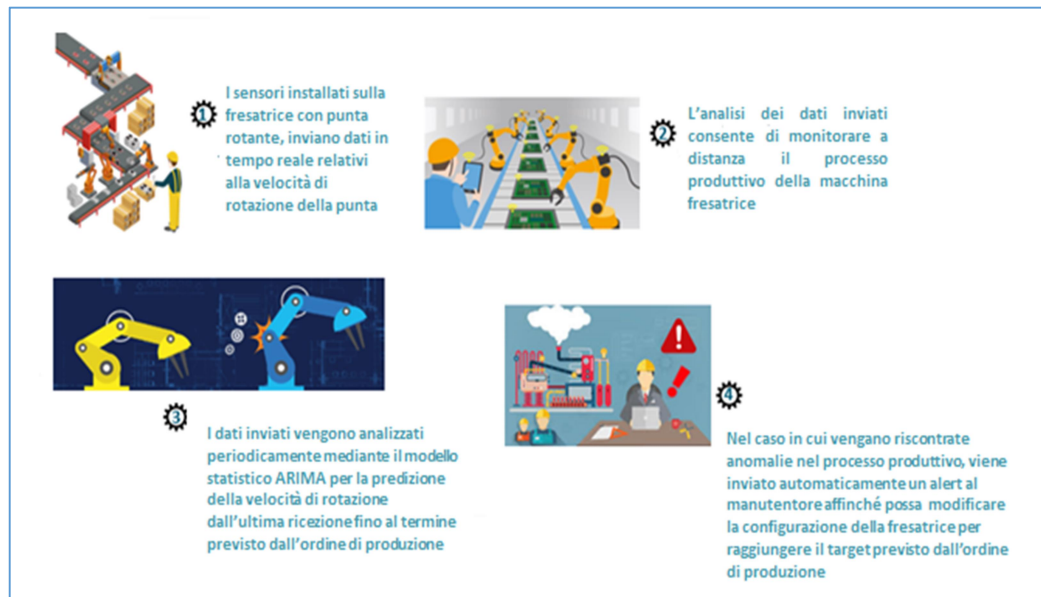 1
I sensori installati sulla
fresatrice con punta
rotante, inviano dati in
tempo reale relativi
alla velocità di
rotazione della punta
2
L'analisi dei dati inviati
consente di monitorare a
distanza il processo
produttivo della macchina
fresatrice
3
I dati inviati vengono analizzati
periodicamente mediante il modello
statistico ARIMA per la predizione
della velocità di rotazione
dall'ultima ricezione fino al termine
previsto dall'ordine di produzione
4
Nel caso in cui vengano riscontrate
anomalie nel processo produttivo, viene
inviato automaticamente un alert al
manutentore affinché possa modificare
la configurazione della fresatrice per
raggiungere il target previsto dall'ordine
di produzione